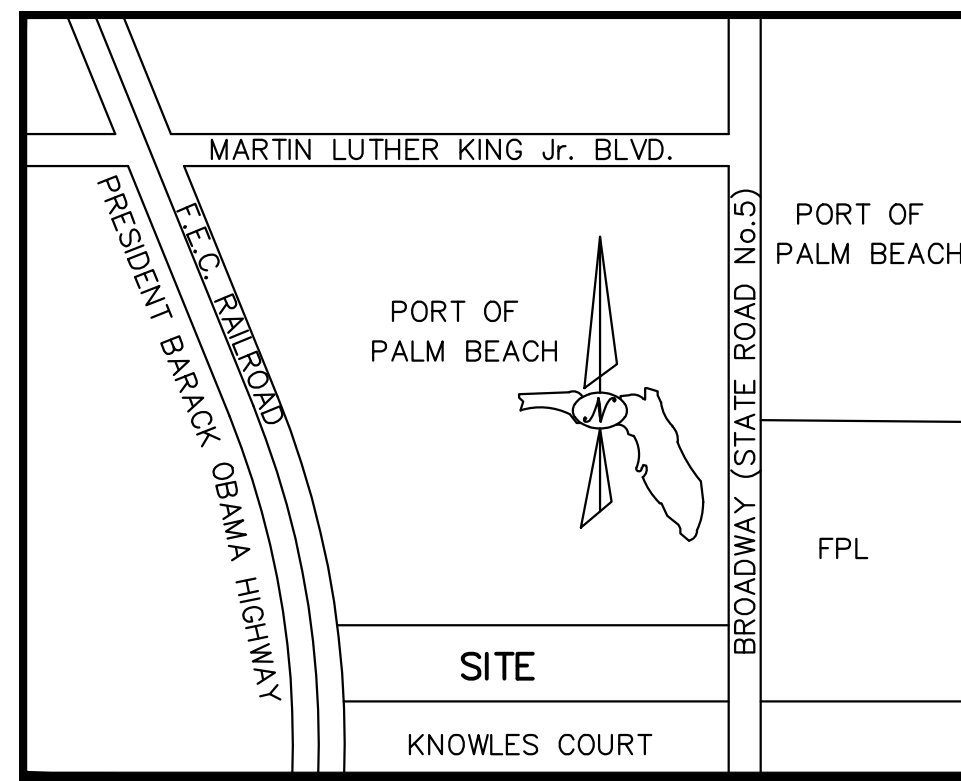 MARTIN LUTHER KING Jr. BLVD.
PRESIDENT BARACK OBAMA HIGHWAY
F.E.C. RAILROAD
PORT OF
PALM BEACH
N
BROADWAY (STATE ROAD No.5)
PORT OF
PALM BEACH
FPL
SITE
KNOWLES COURT